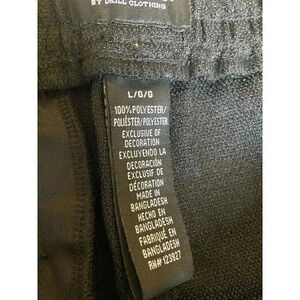 BY DRILL CLOTHING
L/G/G
100% POLYESTER/
POLIÉSTER/POLYESTER
EXCLUSIVE OF
DECORATION
EXCLUYENDO LA
DECORACIÓN
EXCLUSIF DE
DÉCORATION
MADE IN
BANGLADESH
HECHO EN
BANGLADESH
FABRIQUÉ EN
BANGLADESH
RN# 123927